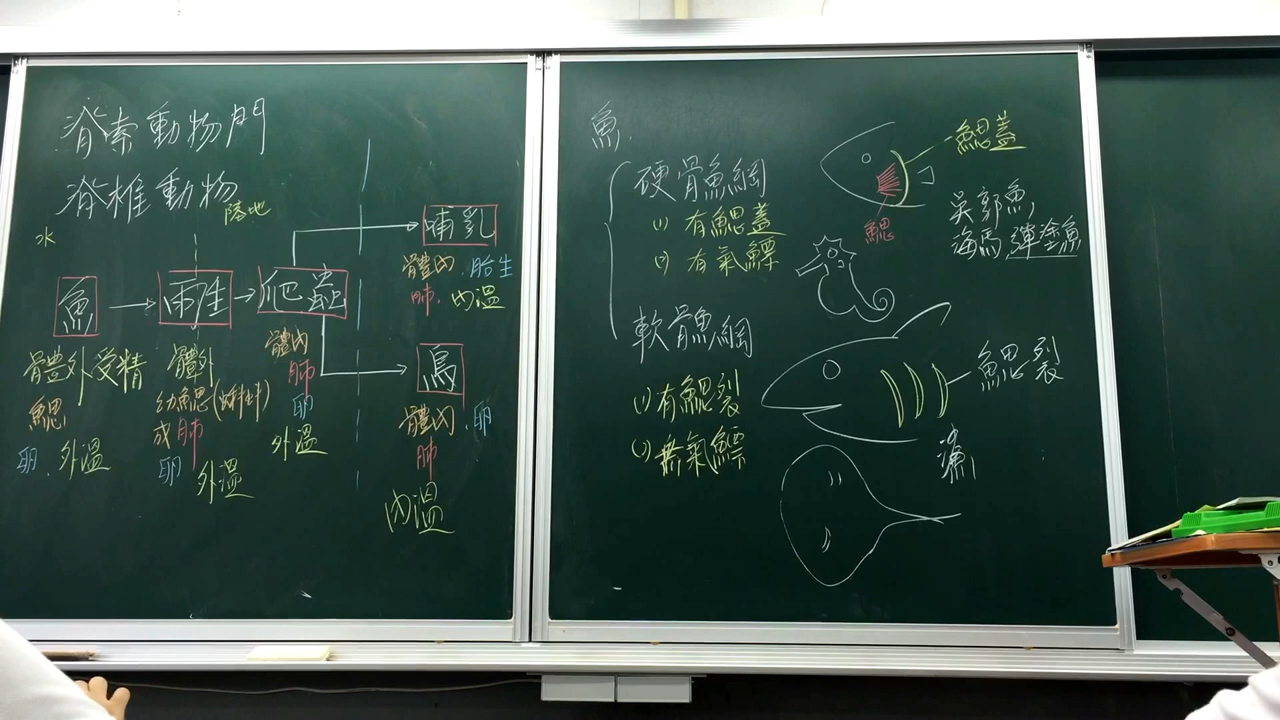 脊索動物門
脊椎動物
水
陸地
魚
兩生
爬蟲
哺乳
體內 胎生
肺 內溫
鳥
體內 卵
肺
內溫
體外受精
鰓
卵 外溫
體外
幼鰓(蝌蚪)
成肺
卵
外溫
體內
肺
卵
外溫
魚
硬骨魚綱
(1) 有鰓蓋
(2) 有氣鰾
軟骨魚綱
(1) 有鰓裂
(2) 無氣鰾
鰓蓋
鰓
吳郭魚
海馬 彈塗魚
鰓裂